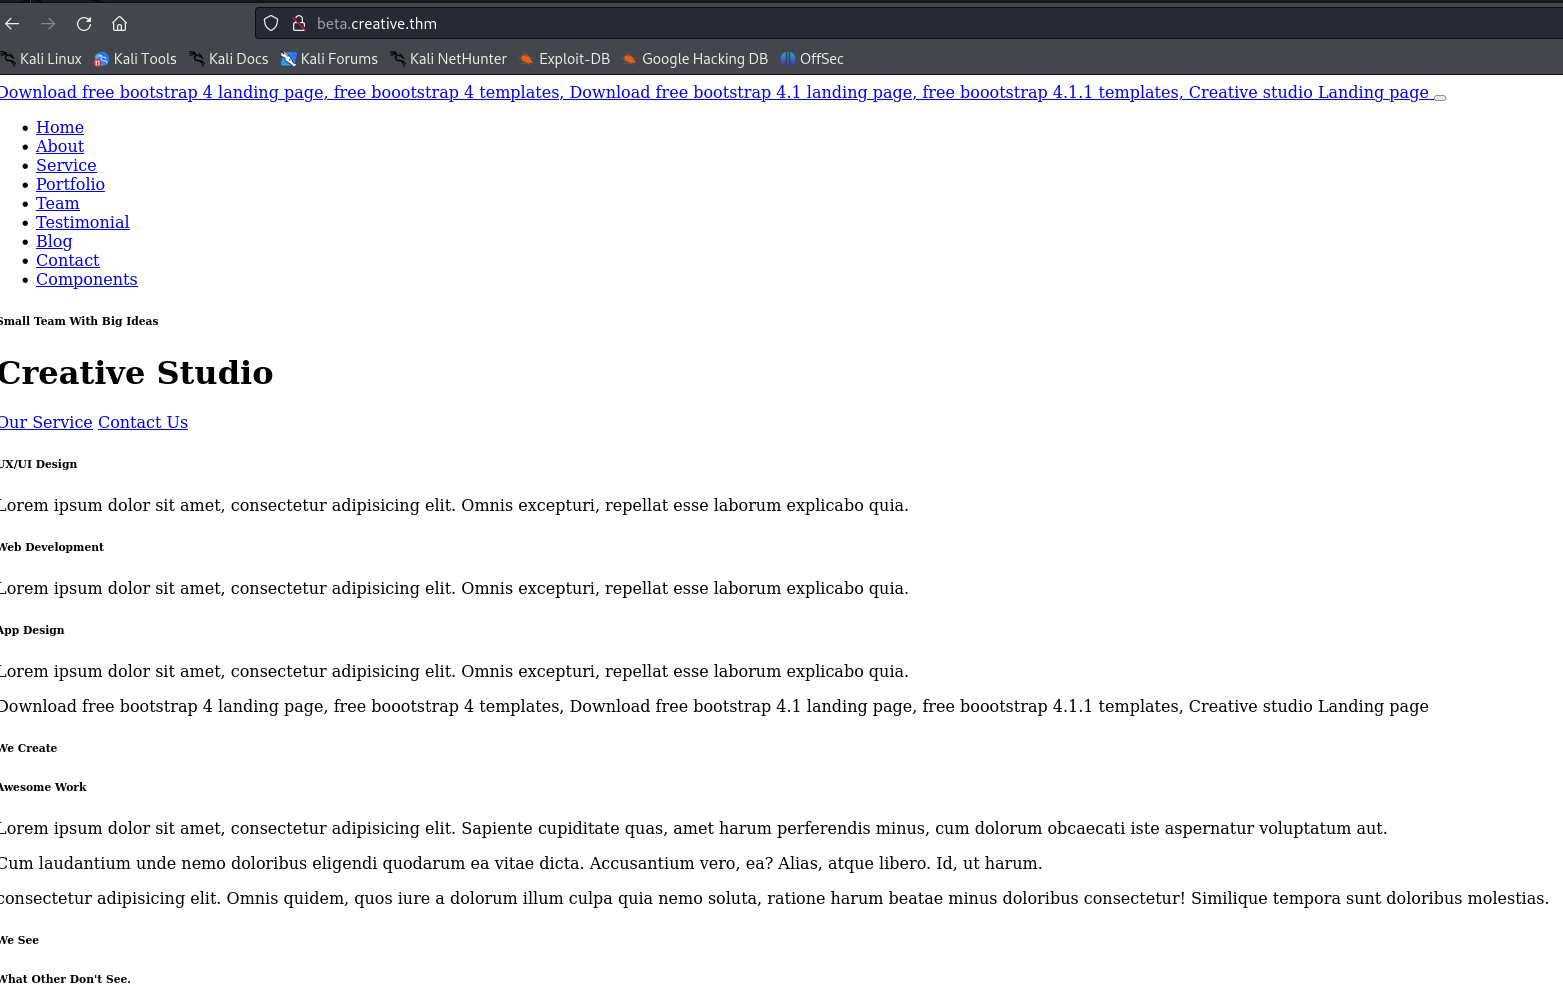 beta.creative.thm
Kali Linux Kali Tools Kali Docs Kali Forums Kali NetHunter Exploit-DB Google Hacking DB OffSec
Download free bootstrap 4 landing page, free boootstrap 4 templates, Download free bootstrap 4.1 landing page, free boootstrap 4.1.1 templates, Creative studio Landing page
• Home
• About
• Service
• Portfolio
• Team
• Testimonial
• Blog
• Contact
• Components
Small Team With Big Ideas
Creative Studio
Our Service Contact Us
UX/UI Design
Lorem ipsum dolor sit amet, consectetur adipisicing elit. Omnis excepturi, repellat esse laborum explicabo quia.
Web Development
Lorem ipsum dolor sit amet, consectetur adipisicing elit. Omnis excepturi, repellat esse laborum explicabo quia.
App Design
Lorem ipsum dolor sit amet, consectetur adipisicing elit. Omnis excepturi, repellat esse laborum explicabo quia.
Download free bootstrap 4 landing page, free boootstrap 4 templates, Download free bootstrap 4.1 landing page, free boootstrap 4.1.1 templates, Creative studio Landing page
We Create
Awesome Work
Lorem ipsum dolor sit amet, consectetur adipisicing elit. Sapiente cupiditate quas, amet harum perferendis minus, cum dolorum obcaecati iste aspernatur voluptatum aut.
Cum laudantium unde nemo doloribus eligendi quodarum ea vitae dicta. Accusantium vero, ea? Alias, atque libero. Id, ut harum.
consectetur adipisicing elit. Omnis quidem, quos iure a dolorum illum culpa quia nemo soluta, ratione harum beatae minus doloribus consectetur! Similique tempora sunt doloribus molestias.
We See
What Other Don't See.